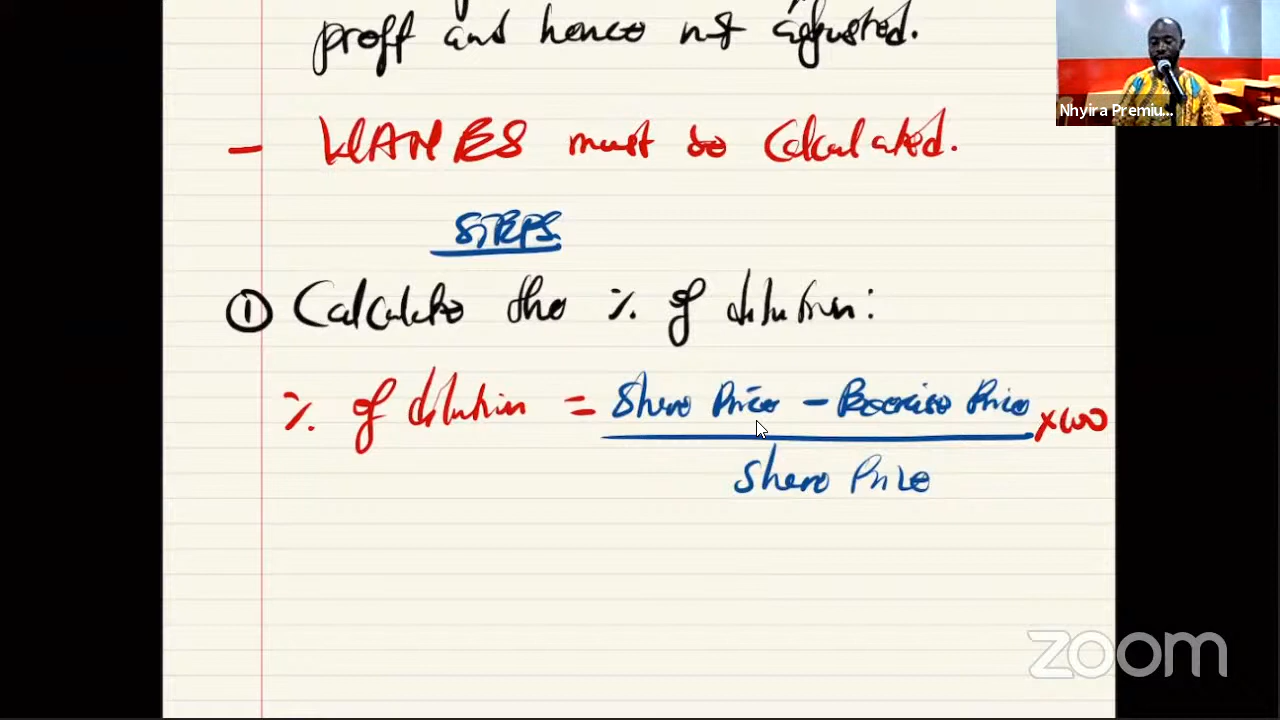 profit and hence not adjusted.
Nhyira Premiu...
- WANES must be Calculated.
STEPS
① Calculate the % of dilution:
% of dilution = Share Price - Exercise Price x100
Share Price
zoom